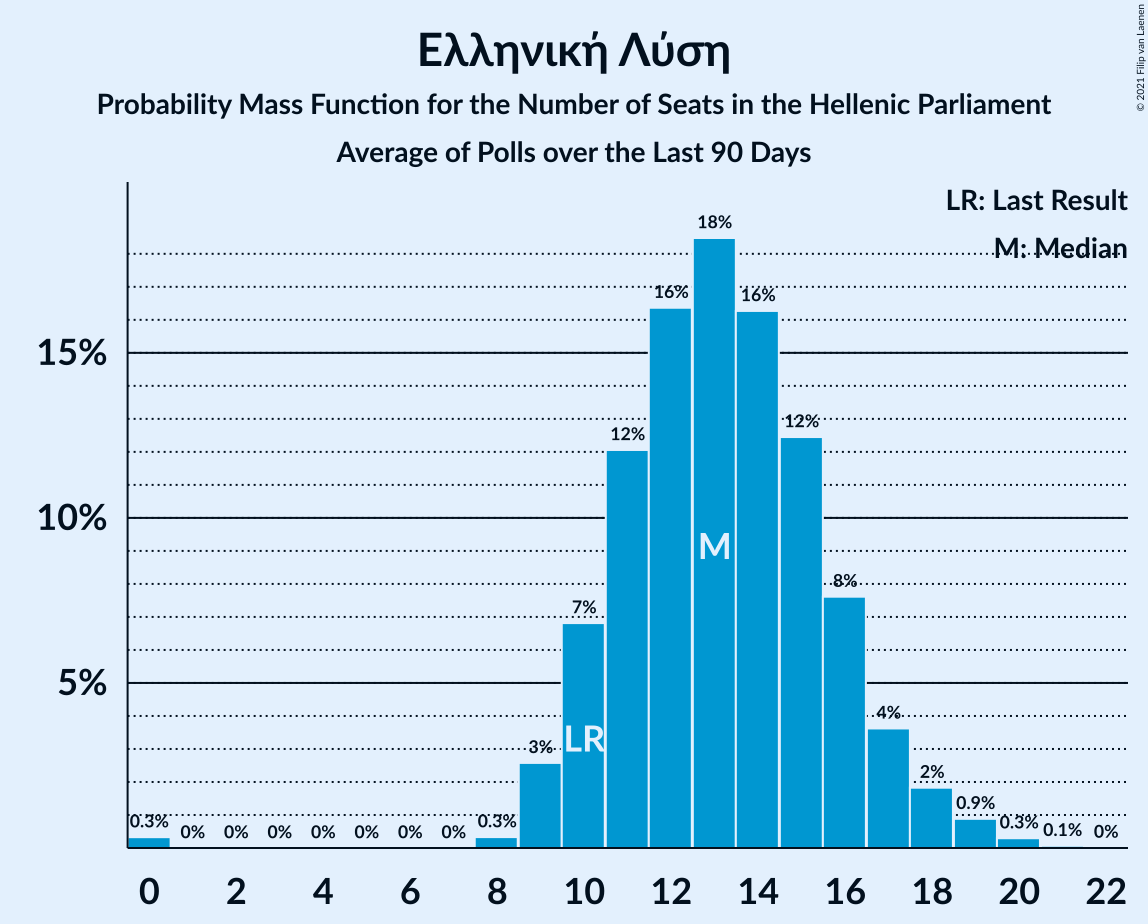 Ελληνική Λύση
Probability Mass Function for the Number of Seats in the Hellenic Parliament
Average of Polls over the Last 90 Days
© 2021 Filip van Laenen
LR: Last Result
M: Median
18%
16%
16%
15%
12%
12%
10%
M
8%
7%
5%
4%
LR
3%
2%
0.9%
0.3%
0%
0%
0%
0%
0%
0%
0%
0.3%
0.3%
0.1%
0%
0 2 4 6 8 10 12 14 16 18 20 22